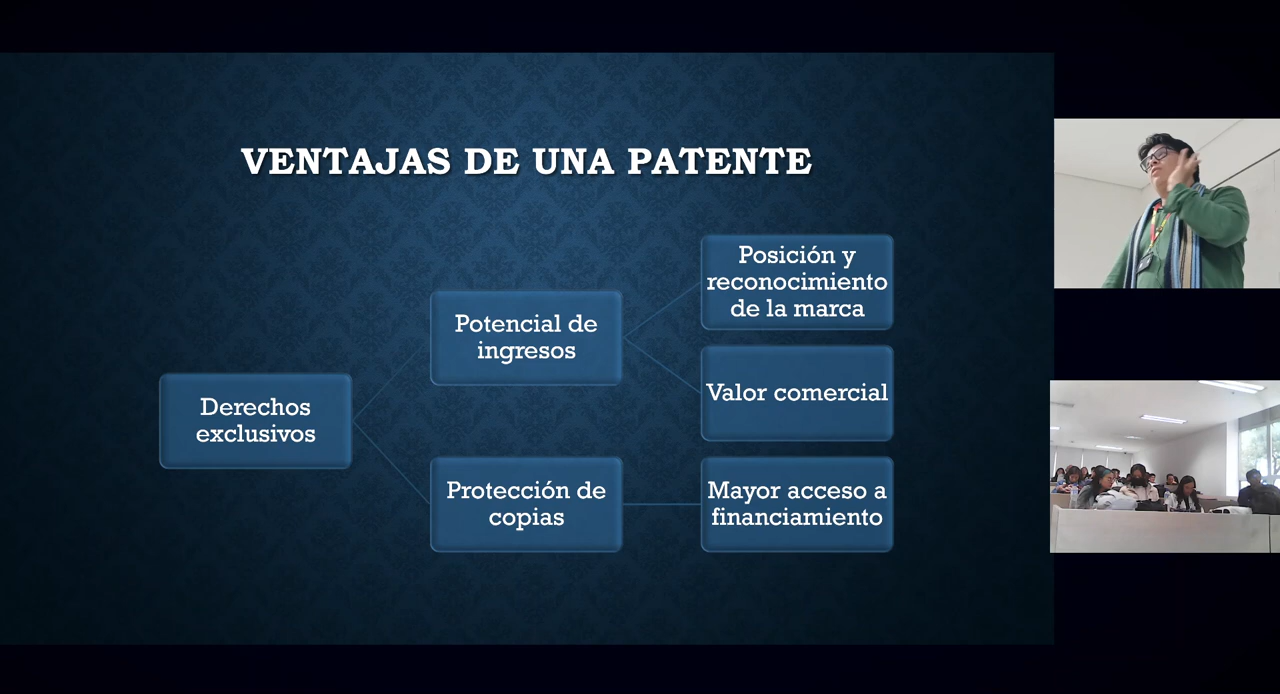 VENTAJAS DE UNA PATENTE
Derechos
exclusivos
Potencial de
ingresos
Protección de
copias
Posición y
reconocimiento
de la marca
Valor comercial
Mayor acceso a
financiamiento